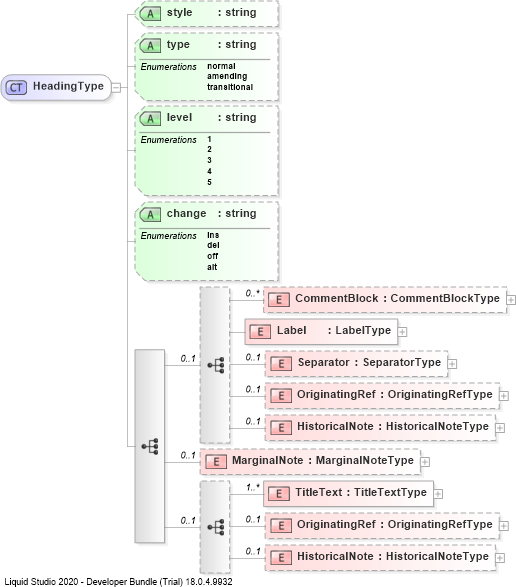 A style : string
A type : string
Enumerations normal
amending
transitional
CT HeadingType
A level : string
Enumerations 1
2
3
4
5
A change : string
Enumerations ins
del
off
alt
0..* E CommentBlock : CommentBlockType
E Label : LabelType
0..1 0..1 E Separator : SeparatorType
0..1 E OriginatingRef : OriginatingRefType
0..1 E HistoricalNote : HistoricalNoteType
0..1 E MarginalNote : MarginalNoteType
1..* E TitleText : TitleTextType
0..1 0..1 E OriginatingRef : OriginatingRefType
0..1 E HistoricalNote : HistoricalNoteType
Liquid Studio 2020 - Developer Bundle (Trial) 18.0.4.9932